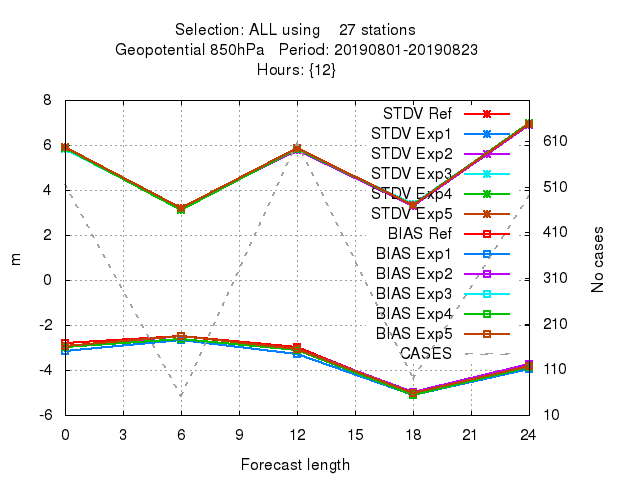 Selection: ALL using    27 stations
Geopotential 850hPa   Period: 20190801-20190823
Hours: {12}
8
6
4
2
0
-2
-4
-6
m
STDV Ref
STDV Exp1
STDV Exp2
STDV Exp3
STDV Exp4
STDV Exp5
BIAS Ref
BIAS Exp1
BIAS Exp2
BIAS Exp3
BIAS Exp4
BIAS Exp5
CASES
610
510
410
310
210
110
10
No cases
0 3 6 9 12 15 18 21 24
Forecast length